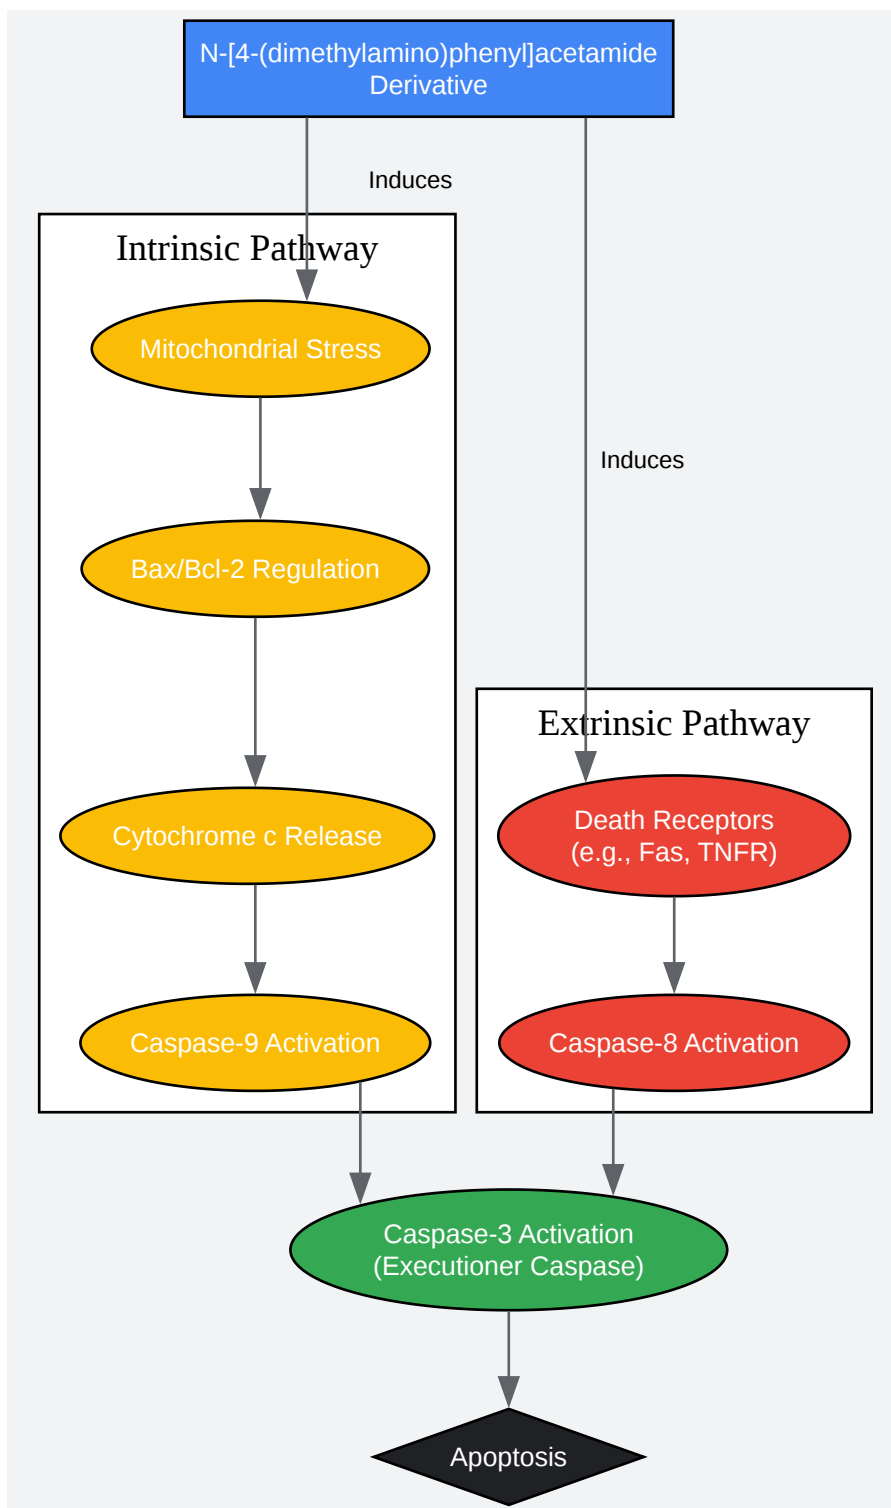 N-[4-(dimethylamino)phenyl]acetamide
Derivative
Induces
Intrinsic Pathway
Mitochondrial Stress
Induces
Bax/Bcl-2 Regulation
Extrinsic Pathway
Cytochrome c Release
Death Receptors
(e.g., Fas, TNFR)
Caspase-9 Activation
Caspase-8 Activation
Caspase-3 Activation
(Executioner Caspase)
Apoptosis